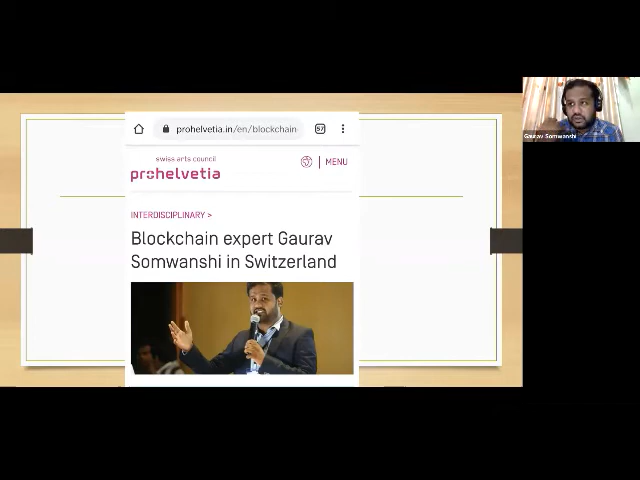 prohelvetia.in/en/blockchain
57
swiss arts council
prohelvetia
MENU
INTERDISCIPLINARY >
Blockchain expert Gaurav
Somwanshi in Switzerland
Gaurav Somwanshi